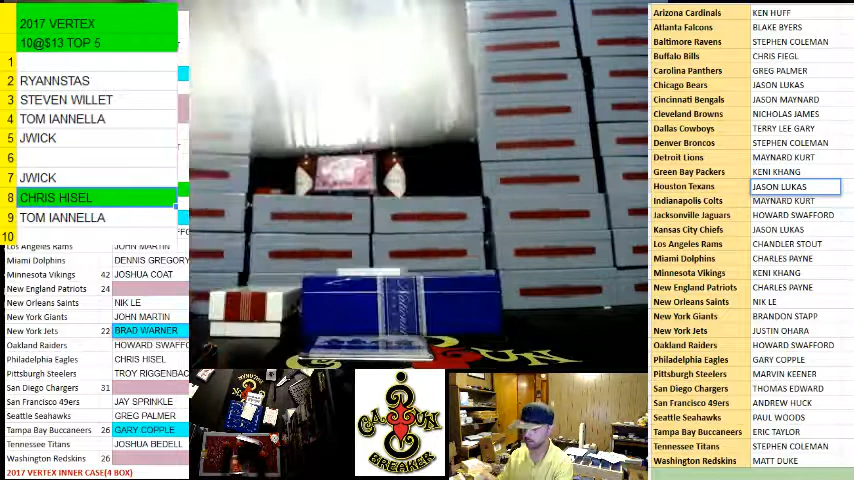 2017 VERTEX
10@$13 TOP 5
1
2 RYANNSTAS
3 STEVEN WILLET
4 TOM IANNELLA
5 JWICK
6
7 JWICK
8 CHRIS HISEL
9 TOM IANNELLA
10
Los Angeles Rams JOHN MARTIN
Miami Dolphins DENNIS GREGORY
Minnesota Vikings 42 JOSHUA COAT
New England Patriots 24
New Orleans Saints NIK LE
New York Giants JOHN MARTIN
New York Jets 22 BRAD WARNER
Oakland Raiders HOWARD SWAFFO
Philadelphia Eagles CHRIS HISEL
Pittsburgh Steelers TROY RIGGENBAC
San Diego Chargers 31
San Francisco 49ers JAY SPRINKLE
Seattle Seahawks GREG PALMER
Tampa Bay Buccaneers 26 GARY COPPLE
Tennessee Titans JOSHUA BEDELL
Washington Redskins 26
2017 VERTEX INNER CASE(4 BOX)
National
CAJUN
BREAKER
Arizona Cardinals KEN HUFF
Atlanta Falcons BLAKE BYERS
Baltimore Ravens STEPHEN COLEMAN
Buffalo Bills CHRIS FIEGL
Carolina Panthers GREG PALMER
Chicago Bears JASON LUKAS
Cincinnati Bengals JASON MAYNARD
Cleveland Browns NICHOLAS JAMES
Dallas Cowboys TERRY LEE GARY
Denver Broncos STEPHEN COLEMAN
Detroit Lions MAYNARD KURT
Green Bay Packers KENI KHANG
Houston Texans JASON LUKAS
Indianapolis Colts MAYNARD KURT
Jacksonville Jaguars HOWARD SWAFFORD
Kansas City Chiefs JASON LUKAS
Los Angeles Rams CHANDLER STOUT
Miami Dolphins CHARLES PAYNE
Minnesota Vikings KENI KHANG
New England Patriots CHARLES PAYNE
New Orleans Saints NIK LE
New York Giants BRANDON STAPP
New York Jets JUSTIN OHARA
Oakland Raiders HOWARD SWAFFORD
Philadelphia Eagles GARY COPPLE
Pittsburgh Steelers MARVIN KEENER
San Diego Chargers THOMAS EDWARD
San Francisco 49ers ANDREW HUCK
Seattle Seahawks PAUL WOODS
Tampa Bay Buccaneers ERIC TAYLOR
Tennessee Titans STEPHEN COLEMAN
Washington Redskins MATT DUKE